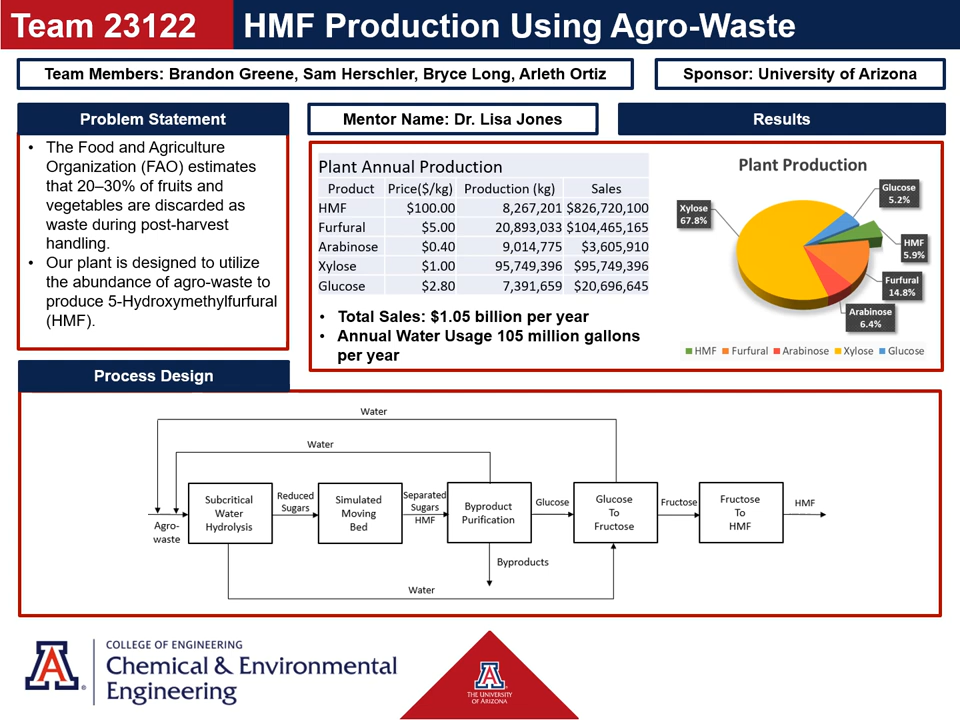 Team 23122
HMF Production Using Agro-Waste
Team Members: Brandon Greene, Sam Herschler, Bryce Long, Arleth Ortiz
Sponsor: University of Arizona
Problem Statement
• The Food and Agriculture
Organization (FAO) estimates
that 20–30% of fruits and
vegetables are discarded as
waste during post-harvest
handling.
• Our plant is designed to utilize
the abundance of agro-waste to
produce 5-Hydroxymethylfurfural
(HMF).
Mentor Name: Dr. Lisa Jones
Results
Plant Annual Production
Product Price($/kg) Production (kg) Sales
HMF $100.00 8,267,201 $826,720,100
Furfural $5.00 20,893,033 $104,465,165
Arabinose $0.40 9,014,775 $3,605,910
Xylose $1.00 95,749,396 $95,749,396
Glucose $2.80 7,391,659 $20,696,645
• Total Sales: $1.05 billion per year
• Annual Water Usage 105 million gallons
per year
Plant Production
Glucose
5.2%
Xylose
67.8%
HMF
5.9%
Furfural
14.8%
Arabinose
6.4%
HMF Furfural Arabinose Xylose Glucose
Process Design
Water
Water
Agro-
waste
Subcritical
Water
Hydrolysis
Reduced
Sugars
Simulated
Moving
Bed
Separated
Sugars
HMF
Byproduct
Purification
Glucose
Glucose
To
Fructose
Fructose
Fructose
To
HMF
HMF
Byproducts
Water
A
COLLEGE OF ENGINEERING
Chemical & Environmental
Engineering
A
THE UNIVERSITY
OF ARIZONA